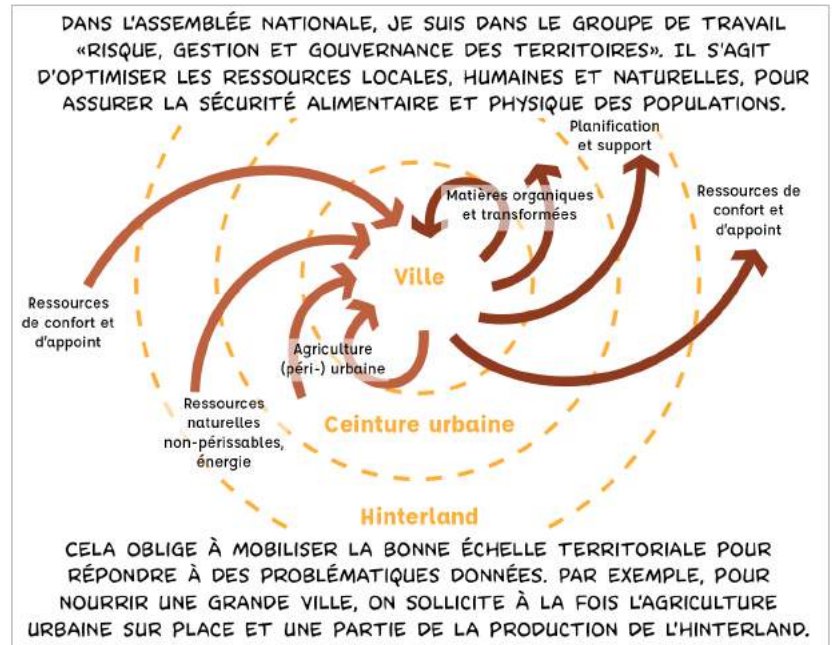 DANS L'ASSEMBLÉE NATIONALE, JE SUIS DANS LE GROUPE DE TRAVAIL
«RISQUE, GESTION ET GOUVERNANCE DES TERRITOIRES». IL S'AGIT
D'OPTIMISER LES RESSOURCES LOCALES, HUMAINES ET NATURELLES, POUR
ASSURER LA SÉCURITÉ ALIMENTAIRE ET PHYSIQUE DES POPULATIONS.
Planification
et support
Matières organiques
et transformées
Ressources de
confort et
d'appoint
Ville
Ressources
de confort et
d'appoint
Agriculture
(péri-) urbaine
Ressources
naturelles
non-périssables,
énergie
Ceinture urbaine
Hinterland
CELA OBLIGE À MOBILISER LA BONNE ÉCHELLE TERRITORIALE POUR
RÉPONDRE À DES PROBLÉMATIQUES DONNÉES. PAR EXEMPLE, POUR
NOURRIR UNE GRANDE VILLE, ON SOLLICITE À LA FOIS L'AGRICULTURE
URBAINE SUR PLACE ET UNE PARTIE DE LA PRODUCTION DE L'HINTERLAND.